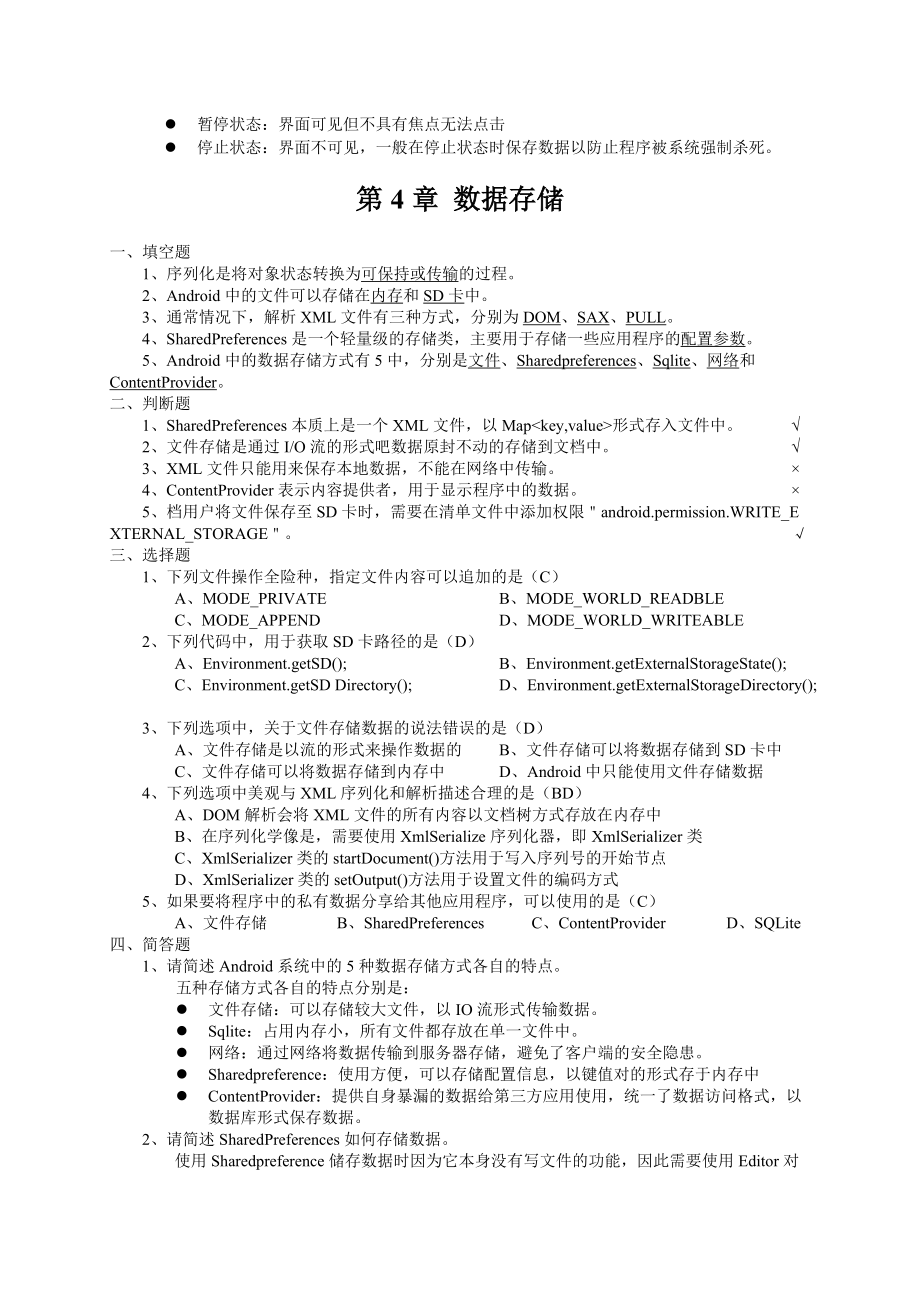 ● 暂停状态：界面可见但不具有焦点无法点击
● 停止状态：界面不可见，一般在停止状态时保存数据以防止程序被系统强制杀死。
第 4 章 数据存储
一、填空题
1、序列化是将对象状态转换为可保持或传输的过程。
2、Android 中的文件可以存储在内存和 SD 卡中。
3、通常情况下，解析 XML 文件有三种方式，分别为 DOM、SAX、PULL。
4、SharedPreferences 是一个轻量级的存储类，主要用于存储一些应用程序的配置参数。
5、Android 中的数据存储方式有 5 中，分别是文件、Sharedpreferences、Sqlite、网络和
ContentProvider。
二、判断题
1、SharedPreferences 本质上是一个 XML 文件，以 Map<key,value>形式存入文件中。 √
2、文件存储是通过 I/O 流的形式吧数据原封不动的存储到文档中。 √
3、XML 文件只能用来保存本地数据，不能在网络中传输。 ×
4、ContentProvider 表示内容提供者，用于显示程序中的数据。 ×
5、档用户将文件保存至 SD 卡时，需要在清单文件中添加权限＂android.permission.WRITE_E
XTERNAL_STORAGE＂。 √
三、选择题
1、下列文件操作全险种，指定文件内容可以追加的是（C）
A、MODE_PRIVATE B、MODE_WORLD_READBLE
C、MODE_APPEND D、MODE_WORLD_WRITEABLE
2、下列代码中，用于获取 SD 卡路径的是（D）
A、Environment.getSD(); B、Environment.getExternalStorageState();
C、Environment.getSD Directory(); D、Environment.getExternalStorageDirectory();
3、下列选项中，关于文件存储数据的说法错误的是（D）
A、文件存储是以流的形式来操作数据的 B、文件存储可以将数据存储到 SD 卡中
C、文件存储可以将数据存储到内存中 D、Android 中只能使用文件存储数据
4、下列选项中美观与 XML 序列化和解析描述合理的是（BD）
A、DOM 解析会将 XML 文件的所有内容以文档树方式存放在内存中
B、在序列化学像是，需要使用 XmlSerialize 序列化器，即 XmlSerializer 类
C、XmlSerializer 类的 startDocument()方法用于写入序列号的开始节点
D、XmlSerializer 类的 setOutput()方法用于设置文件的编码方式
5、如果要将程序中的私有数据分享给其他应用程序，可以使用的是（C）
A、文件存储 B、SharedPreferences C、ContentProvider D、SQLite
四、简答题
1、请简述 Android 系统中的 5 种数据存储方式各自的特点。
五种存储方式各自的特点分别是：
● 文件存储：可以存储较大文件，以 IO 流形式传输数据。
● Sqlite：占用内存小，所有文件都存放在单一文件中。
● 网络：通过网络将数据传输到服务器存储，避免了客户端的安全隐患。
● Sharedpreference：使用方便，可以存储配置信息，以键值对的形式存于内存中
● ContentProvider：提供自身暴漏的数据给第三方应用使用，统一了数据访问格式，以
数据库形式保存数据。
2、请简述 SharedPreferences 如何存储数据。
使用 Sharedpreference 储存数据时因为它本身没有写文件的功能，因此需要使用 Editor 对